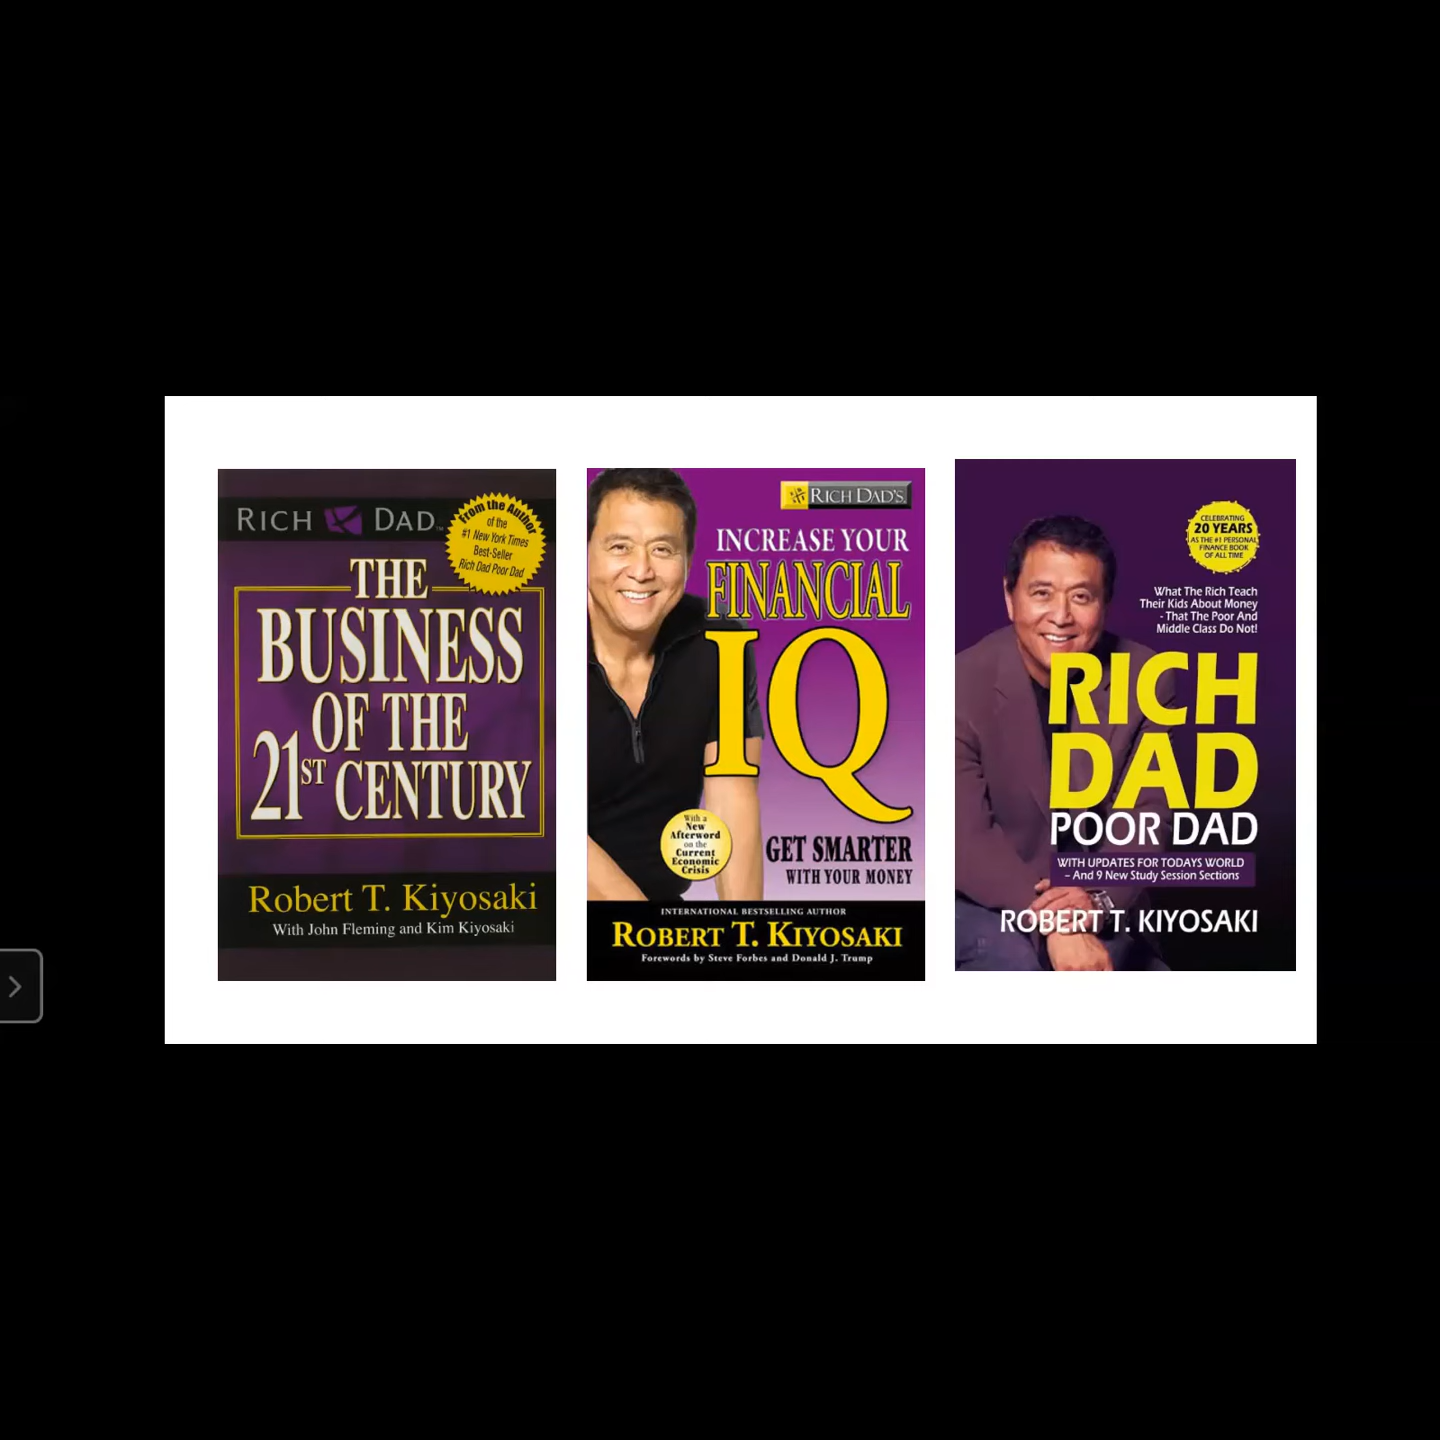 RICH DAD™
From the Author
of the
#1 New York Times
Best-Seller
Rich Dad Poor Dad
THE
BUSINESS
OF THE
21ST CENTURY
Robert T. Kiyosaki
With John Fleming and Kim Kiyosaki
RICH DAD'S
INCREASE YOUR
FINANCIAL
IQ
With a
New
Afterword
on the
Current
Economic
Crisis
GET SMARTER
WITH YOUR MONEY
INTERNATIONAL BESTSELLING AUTHOR
ROBERT T. KIYOSAKI
Forewords by Steve Forbes and Donald J. Trump
CELEBRATING
20 YEARS
AS THE #1 PERSONAL
FINANCE BOOK
OF ALL TIME
What The Rich Teach
Their Kids About Money
- That The Poor And
Middle Class Do Not!
RICH
DAD
POOR DAD
WITH UPDATES FOR TODAYS WORLD
– And 9 New Study Session Sections
ROBERT T. KIYOSAKI